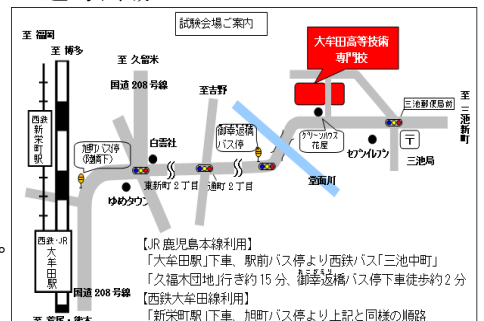 試験会場ご案内
至 福岡
至 博多
至 久留米
国道208号線
至吉野
大牟田高等技術
専門校
至 三池新町
西鉄
新栄町駅
旭町バス停
白雲社
御幸返橋
バス停
グリーンハウス
花屋
三池郵便局前
〒
三池局
セブンイレブン
東新町2丁目
通町2丁目
堂面川
ゆめタウン
西鉄・JR
大牟田駅
国道208号線
【JR鹿児島本線利用】
「大牟田駅」下車、駅前バス停より西鉄バス「三池中町」
「久福木団地」行き約15分、御幸返橋バス停下車徒歩約2分
【西鉄大牟田線利用】
「新栄町駅」下車、旭町バス停より上記と同様の順路
至 荒尾・熊本